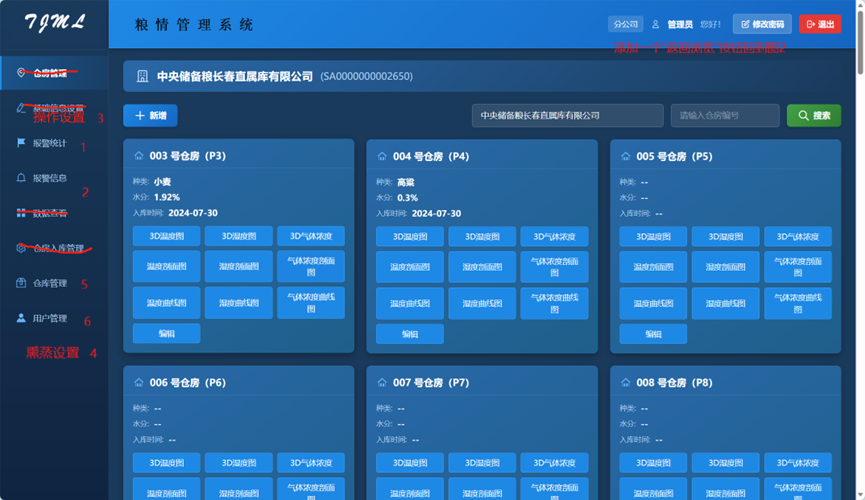 TJML
粮情管理系统
分公司 管理员 您好! 修改密码 退出
添加一个"返回浏览"按钮
仓房管理
基础信息设置
操作设置 3
报警统计 1
报警信息
2
数据查看
仓房入库管理
仓库管理 5
用户管理 6
熏蒸设置 4
中央储备粮长春直属库有限公司 (SA0000000002650)
+ 新增
中央储备粮长春直属库有限公司 请输入仓房编号 搜索
003 号仓房 (P3)
种类: 小麦
水分: 1.92%
入库时间: 2024-07-30
3D温度图 3D湿度图 3D气体浓度
温度剖面图 湿度剖面图 气体浓度剖面图
温度曲线图 湿度曲线图 气体浓度曲线图
编辑
004 号仓房 (P4)
种类: 高粱
水分: 0.3%
入库时间: 2024-07-30
3D温度图 3D湿度图 3D气体浓度
温度剖面图 湿度剖面图 气体浓度剖面图
温度曲线图 湿度曲线图 气体浓度曲线图
编辑
005 号仓房 (P5)
种类: --
水分: --
入库时间: --
3D温度图 3D湿度图 3D气体浓度
温度剖面图 湿度剖面图 气体浓度剖面图
温度曲线图 湿度曲线图 气体浓度曲线图
编辑
006 号仓房 (P6)
种类: --
水分: --
入库时间: --
3D温度图 3D湿度图 3D气体浓度
温度剖面图 湿度剖面图 气体浓度剖面图
007 号仓房 (P7)
种类: --
水分: --
入库时间: --
3D温度图 3D湿度图 3D气体浓度
温度剖面图 湿度剖面图 气体浓度剖面图
008 号仓房 (P8)
种类: --
水分: --
入库时间: --
3D温度图 3D湿度图 3D气体浓度
温度剖面图 湿度剖面图 气体浓度剖面图